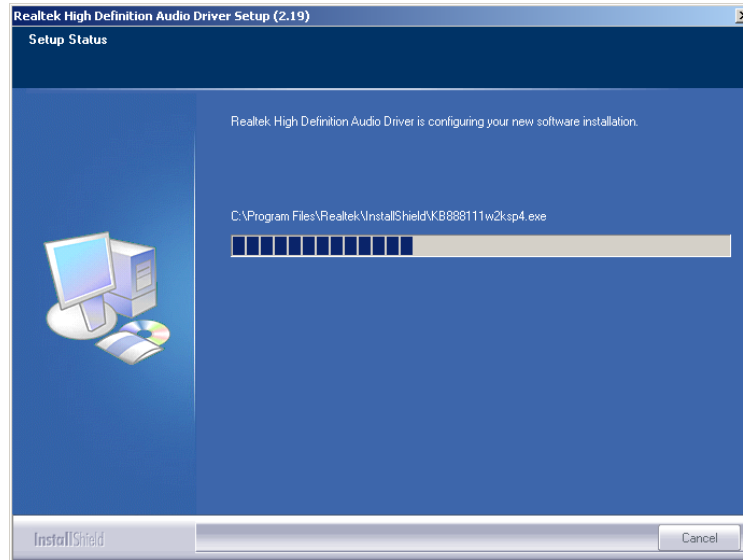 Realtek High Definition Audio Driver Setup (2.19)
Setup Status
Realtek High Definition Audio Driver is configuring your new software installation.
C:\Program Files\Realtek\InstallShield\KB888111w2ksp4.exe
InstallShield
Cancel